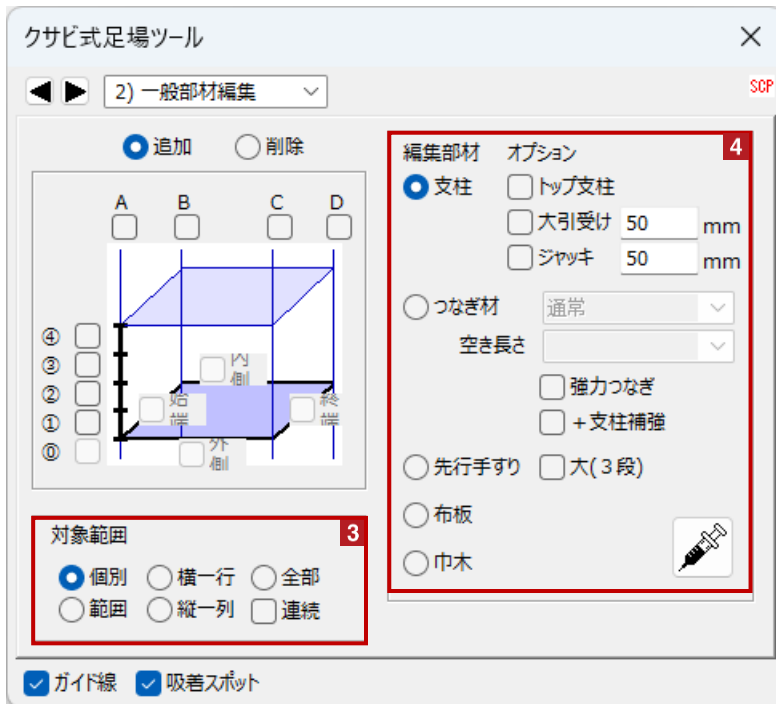 クサビ式足場ツール
2) 一般部材編集
SCP
追加 削除
A B C D
④
③
②
①
⓪
内側
始端
終端
外側
対象範囲 3
個別 横一行 全部
範囲 縦一列 連続
編集部材 オプション 4
支柱 トップ支柱
大引受け 50 mm
ジャッキ 50 mm
つなぎ材 通常
空き長さ
強力つなぎ
+支柱補強
先行手すり 大(3段)
布板
巾木
ガイド線 吸着スポット